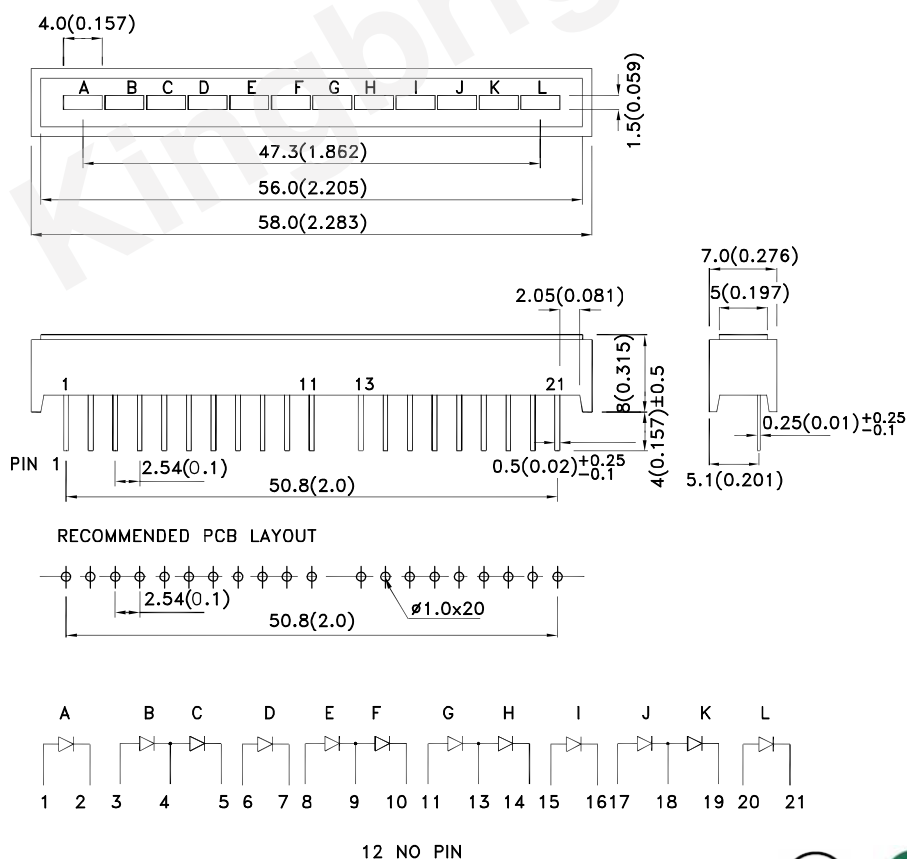 4.0(0.157)
A B C D E F G H I J K L
1.5(0.059)
47.3(1.862)
56.0(2.205)
58.0(2.283)
7.0(0.276)
2.05(0.081)
5(0.197)
1 11 13 21
8(0.315)
4(0.157)±0.5
0.25(0.01)+0.25 -0.1
PIN 1
2.54(0.1)
0.5(0.02)+0.25 -0.1
5.1(0.201)
50.8(2.0)
RECOMMENDED PCB LAYOUT
2.54(0.1)
ø1.0x20
50.8(2.0)
A B C D E F G H I J K L
1 2 3 4 5 6 7 8 9 10 11 13 14 15 16 17 18 19 20 21
12 NO PIN
Kingbrig